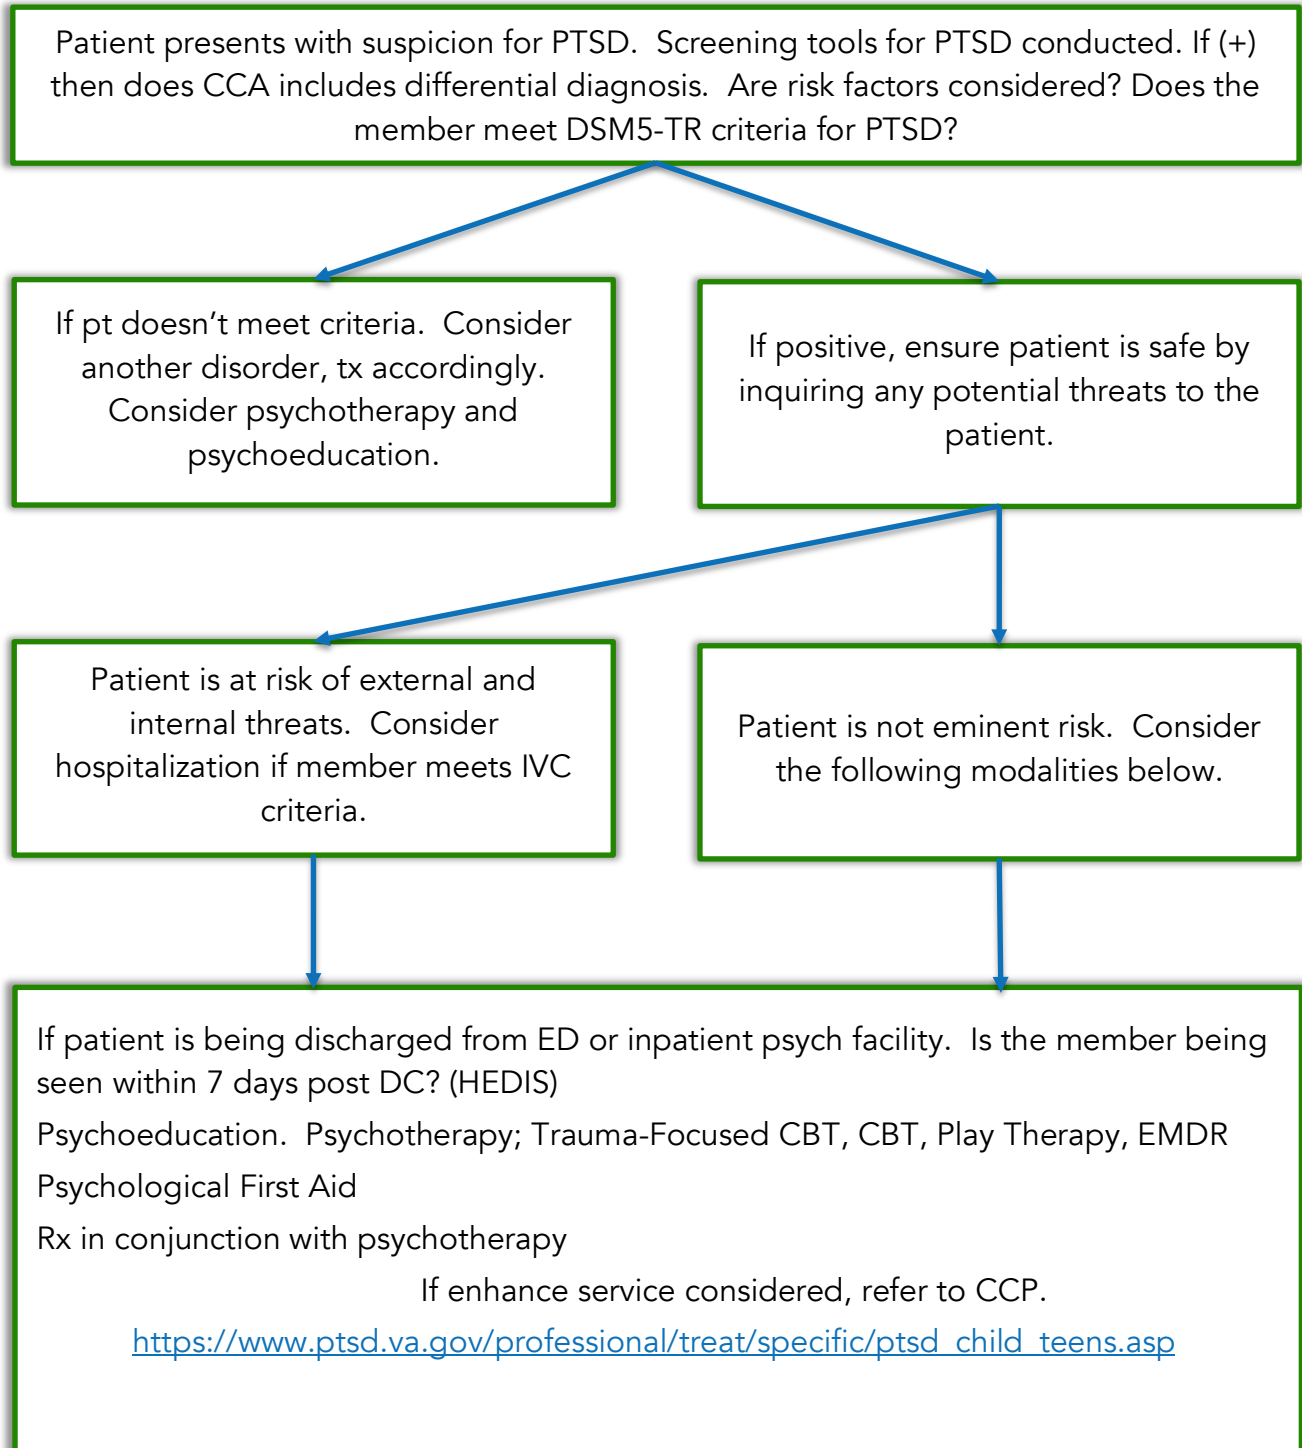 Patient presents with suspicion for PTSD. Screening tools for PTSD conducted. If (+)
then does CCA includes differential diagnosis. Are risk factors considered? Does the
member meet DSM5-TR criteria for PTSD?
If pt doesn’t meet criteria. Consider
another disorder, tx accordingly.
Consider psychotherapy and
psychoeducation.
If positive, ensure patient is safe by
inquiring any potential threats to the
patient.
Patient is at risk of external and
internal threats. Consider
hospitalization if member meets IVC
criteria.
Patient is not eminent risk. Consider
the following modalities below.
If patient is being discharged from ED or inpatient psych facility. Is the member being
seen within 7 days post DC? (HEDIS)
Psychoeducation. Psychotherapy; Trauma-Focused CBT, CBT, Play Therapy, EMDR
Psychological First Aid
Rx in conjunction with psychotherapy
If enhance service considered, refer to CCP.
https://www.ptsd.va.gov/professional/treat/specific/ptsd_child_teens.asp